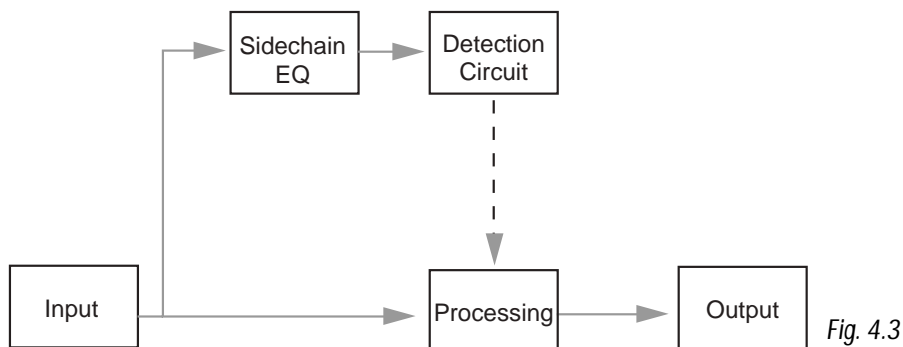 Sidechain
EQ
Detection
Circuit
Input
Processing
Output
Fig. 4.3